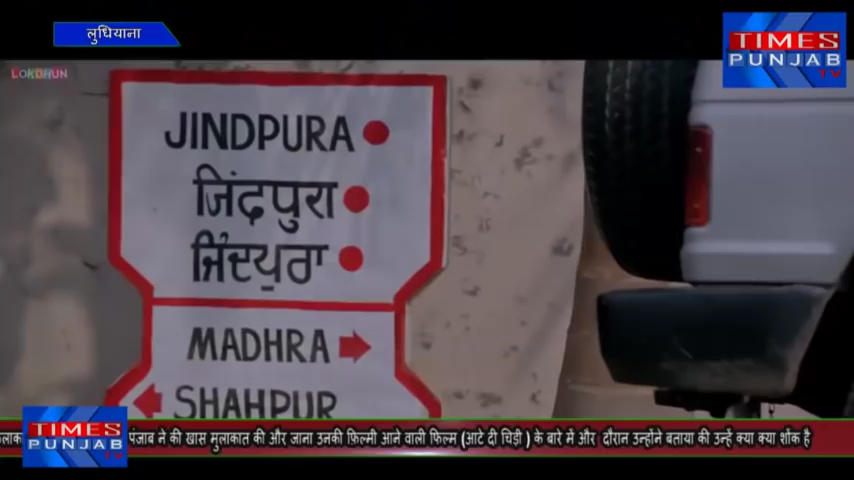 लुधियाना
TIMES
PUNJAB
TV
LOKDHUN
JINDPURA
जिंद़पुरा
ਜਿੰਦਪੁਰਾ
MADHRA
SHAHPUR
TIMES
PUNJAB
TV
पंजाब ने की खास मुलाकात की और जाना उनकी फ़िल्मी आने वाली फिल्म (आटे दी चिड़ी ) के बारे में और दौरान उन्होंने बताया की उन्हें क्या क्या शौंक है